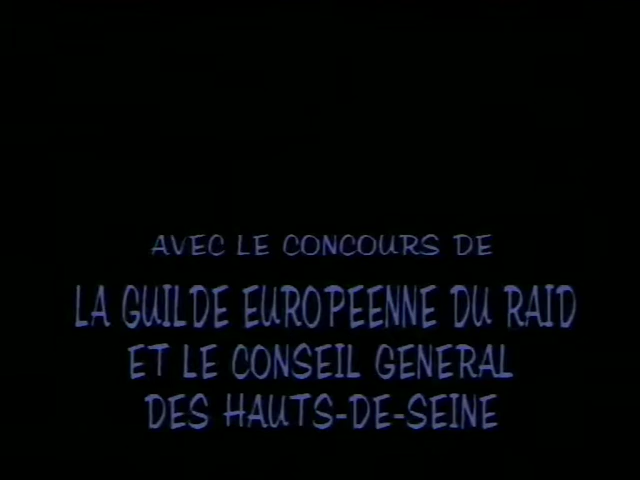 AVEC LE CONCOURS DE
LA GUILDE EUROPEENNE DU RAID
ET LE CONSEIL GENERAL
DES HAUTS-DE-SEINE